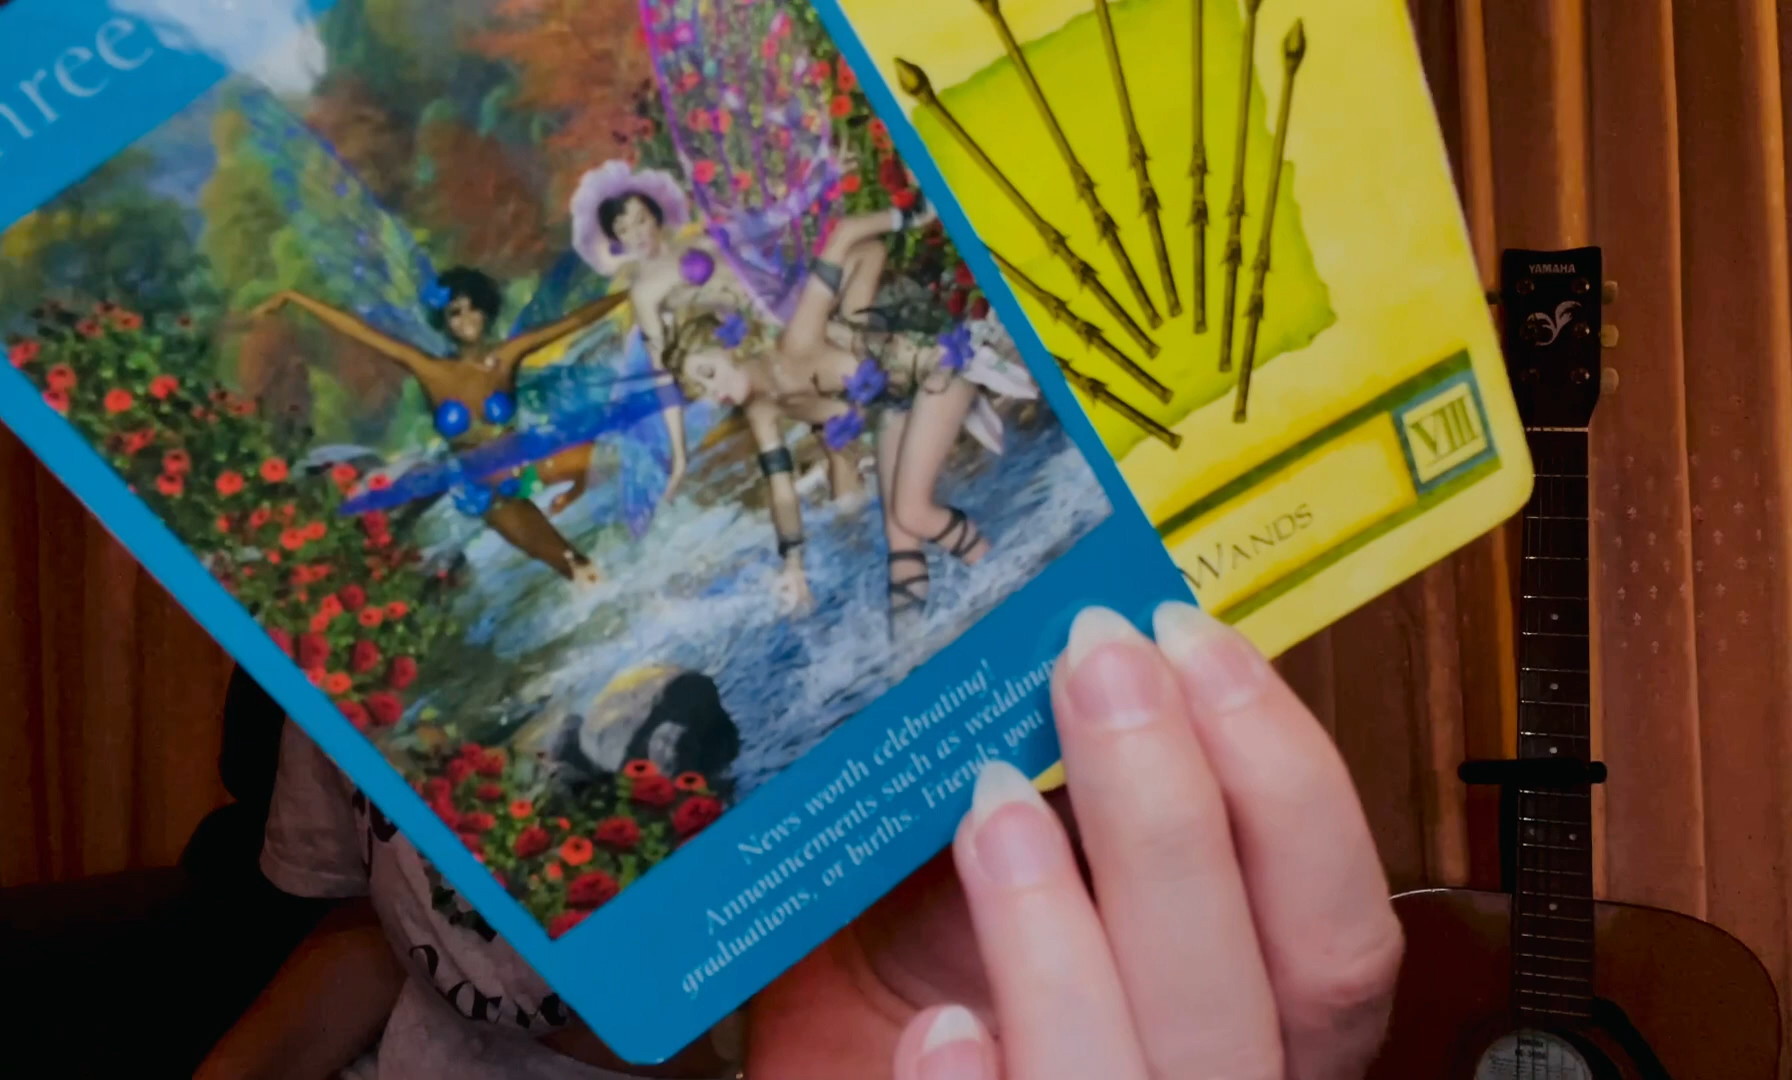 hree
News worth celebrating!
Announcements such as weddings,
graduations, or births. Friends you
WANDS
VIII
YAMAHA